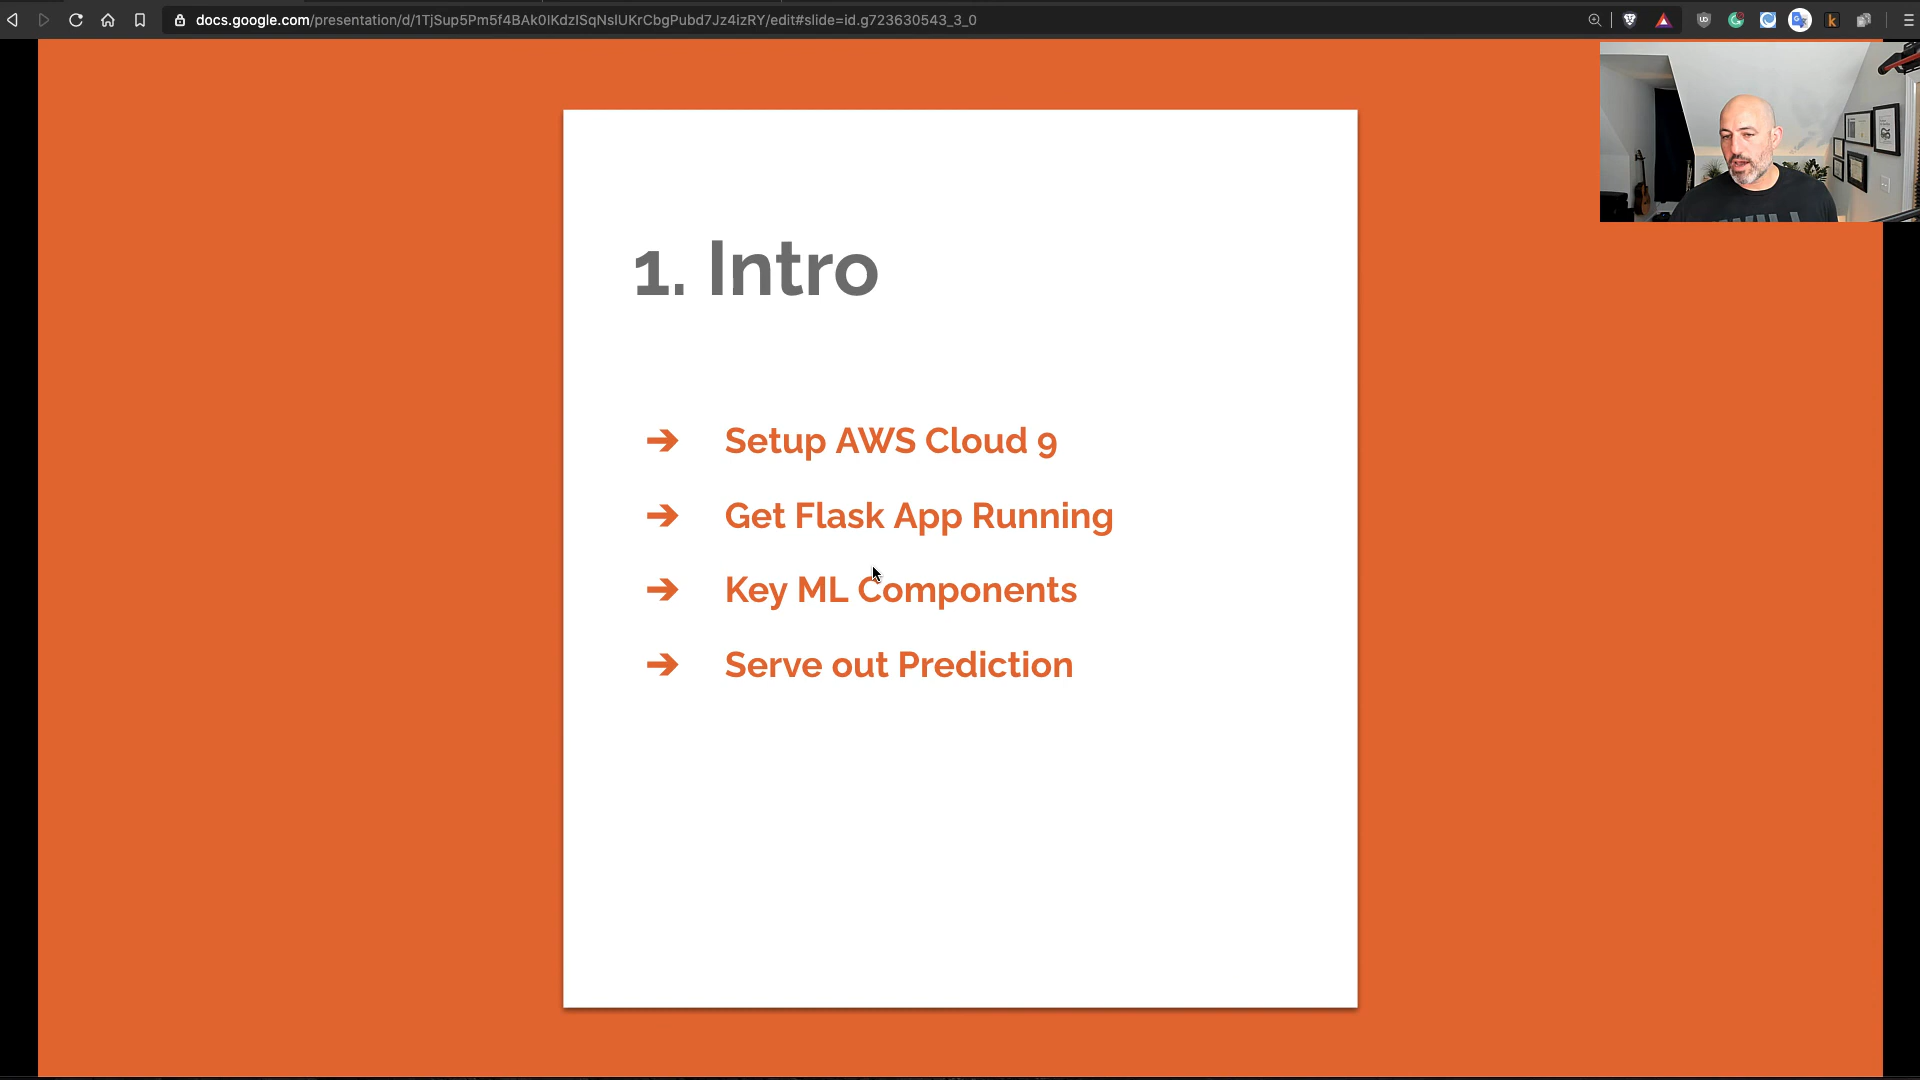 docs.google.com/presentation/d/1TjSup5Pm5f4BAk0lKdzISqNslUKrCbgPubd7Jz4izRY/edit#slide=id.g723630543_3_0
1. Intro
➔ Setup AWS Cloud 9
➔ Get Flask App Running
➔ Key ML Components
➔ Serve out Prediction